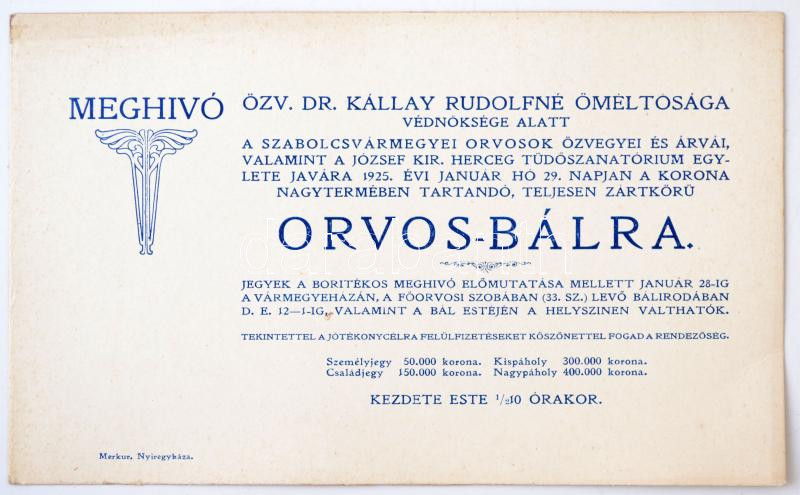 MEGHIVÓ
ÖZV. DR. KÁLLAY RUDOLFNÉ ŐMÉLTÓSÁGA
VÉDNÖKSÉGE ALATT
A SZABOLCSVÁRMEGYEI ORVOSOK ÖZVEGYEI ÉS ÁRVÁI,
VALAMINT A JÓZSEF KIR. HERCEG TÜDŐSZANATÓRIUM EGY-
LETE JAVÁRA 1925. ÉVI JANUÁR HÓ 29. NAPJAN A KORONA
NAGYTERMÉBEN TARTANDÓ, TELJESEN ZÁRTKÖRŰ
ORVOS-BÁLRA.
JEGYEK A BORITÉKOS MEGHIVÓ ELŐMUTATÁSA MELLETT JANUÁR 28-IG
A VÁRMEGYEHÁZÁN, A FŐORVOSI SZOBÁBAN (33. SZ.) LEVŐ BÁLIRODÁBAN
D. E. 12—1-IG, VALAMINT A BÁL ESTÉJÉN A HELYSZINEN VALTHATÓK.
TEKINTETTEL A JÓTÉKONYCÉLRA FELÜLFIZETÉSEKET KÖSZÖNETTEL FOGAD A RENDEZŐSÉG.
Személyjegy 50.000 korona. Kispáholy 300.000 korona.
Családjegy 150.000 korona. Nagypáholy 400.000 korona.
KEZDETE ESTE 1/210 ÓRAKOR.
Merkur, Nyiregyháza.